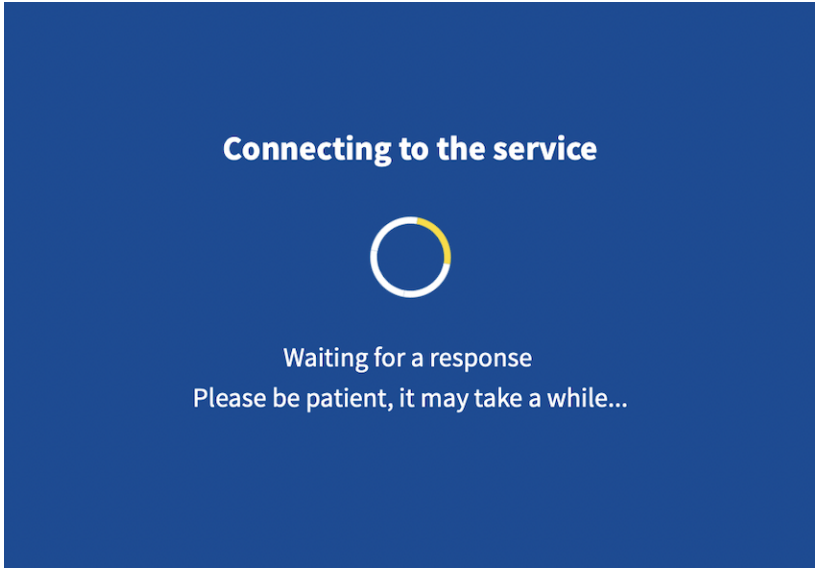 Connecting to the service
Waiting for a response
Please be patient, it may take a while...